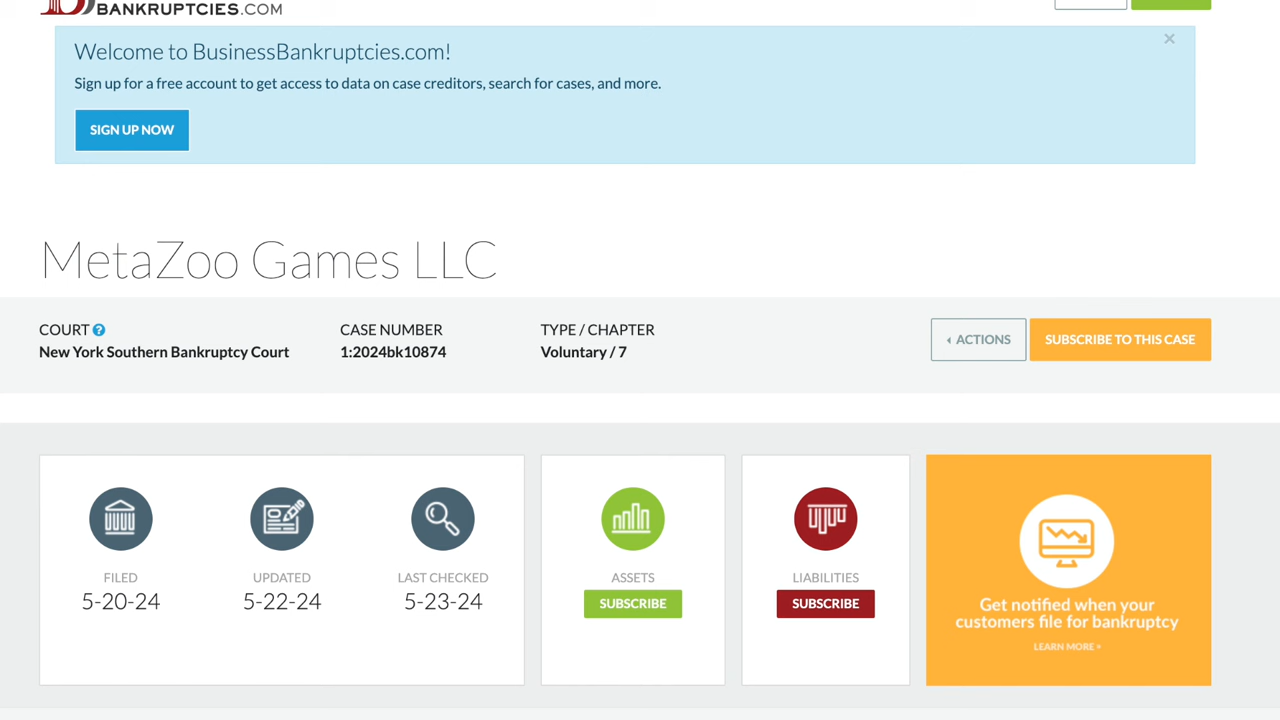 BANKRUPTCIES.COM
Welcome to BusinessBankruptcies.com!
×
Sign up for a free account to get access to data on case creditors, search for cases, and more.
SIGN UP NOW
MetaZoo Games LLC
COURT ?
CASE NUMBER
TYPE / CHAPTER
New York Southern Bankruptcy Court
1:2024bk10874
Voluntary / 7
ACTIONS
SUBSCRIBE TO THIS CASE
FILED
UPDATED
LAST CHECKED
5-20-24
5-22-24
5-23-24
ASSETS
SUBSCRIBE
LIABILITIES
SUBSCRIBE
Get notified when your
customers file for bankruptcy
LEARN MORE »